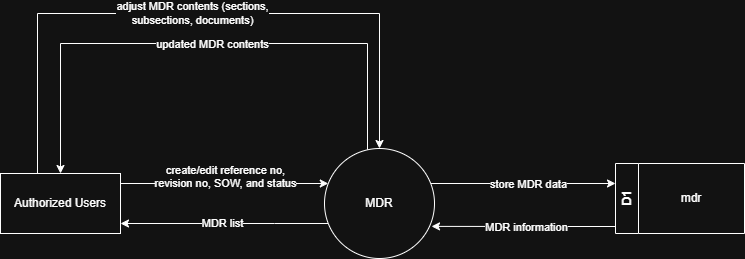 adjust MDR contents (sections,
subsections, documents)
updated MDR contents
create/edit reference no,
revision no, SOW, and status
store MDR data
Authorized Users
MDR
D1
mdr
MDR list
MDR information